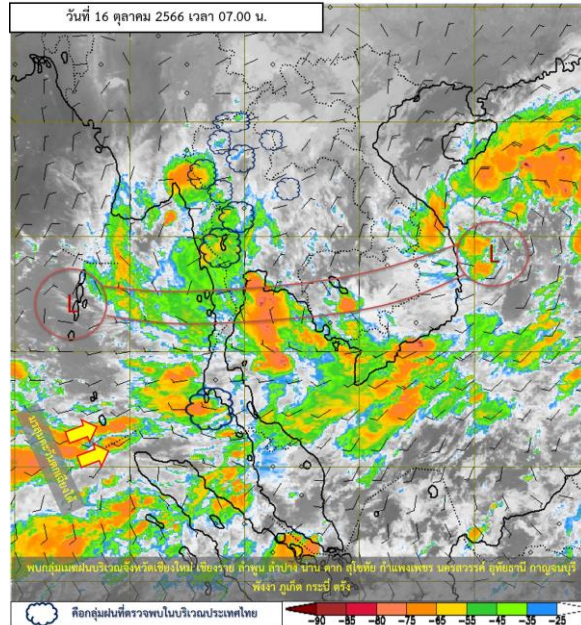 วันที่ 16 ตุลาคม 2566 เวลา 07.00 น.
L
L
มรสุมตะวันตกเฉียงใต้
พบกลุ่มเมฆฝนบริเวณจังหวัดเชียงใหม่ เชียงราย ลำพูน ลำปาง น่าน ตาก สุโขทัย กำแพงเพชร นครสวรรค์ อุทัยธานี กาญจนบุรี
พังงา ภูเก็ต กระบี่ ตรัง
คือกลุ่มฝนที่ตรวจพบในบริเวณประเทศไทย
-90 -85 -80 -75 -70 -65 -55 -45 -35 -25